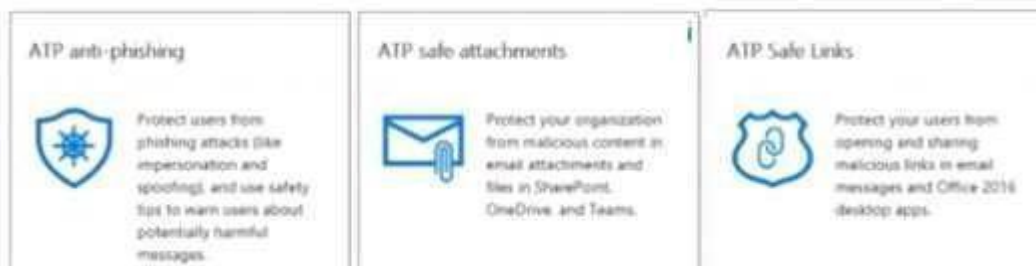 ATP anti-phishing
Protect users from
phishing attacks (like
impersonation and
spoofing), and use safety
tips to warn users about
potentially harmful
messages.
ATP safe attachments
Protect your organization
from malicious content in
email attachments and
files in SharePoint,
OneDrive, and Teams.
ATP Safe Links
Protect your users from
opening and sharing
malicious links in email
messages and Office 2016
desktop apps.